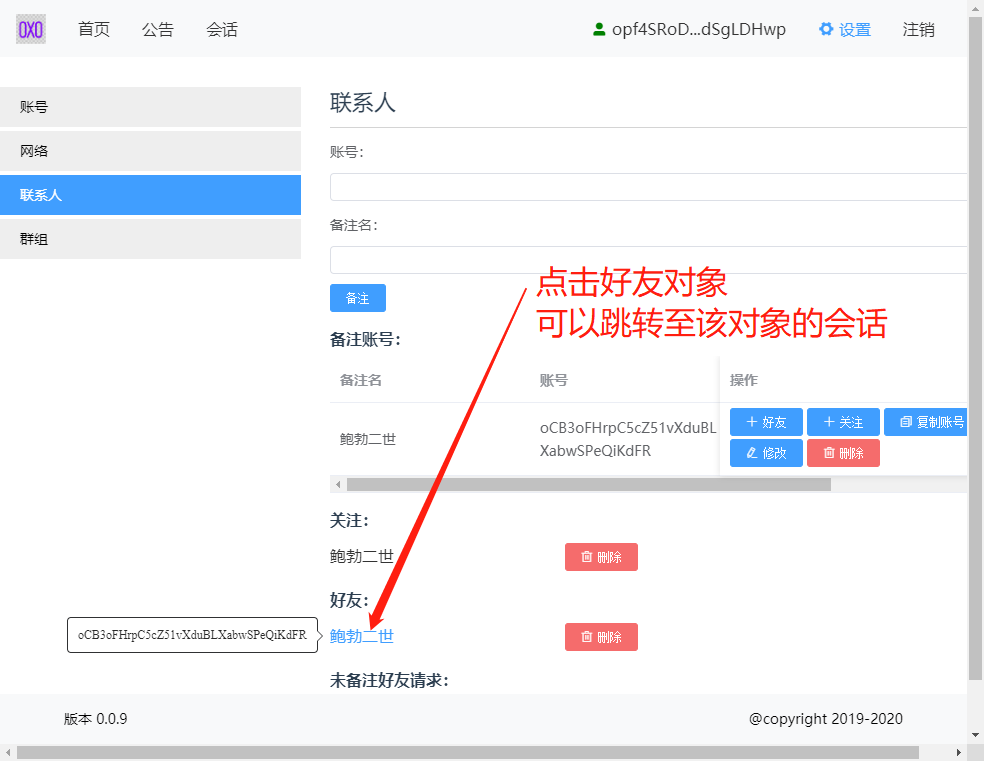 OXO 首页 公告 会话 opf4SRoD...dSgLDHwp 设置 注销
账号
网络
联系人
群组
联系人
账号:
备注名:
备注
点击好友对象
可以跳转至该对象的会话
备注账号:
备注名 账号 操作
鲍勃二世 oCB3oFHrpC5cZ51vXduBL
XabwSPeQiKdFR
好友 关注 复制账号
修改 删除
关注:
鲍勃二世 删除
好友:
oCB3oFHrpC5cZ51vXduBLXabwSPeQiKdFR 鲍勃二世 删除
未备注好友请求:
版本 0.0.9 @copyright 2019-2020